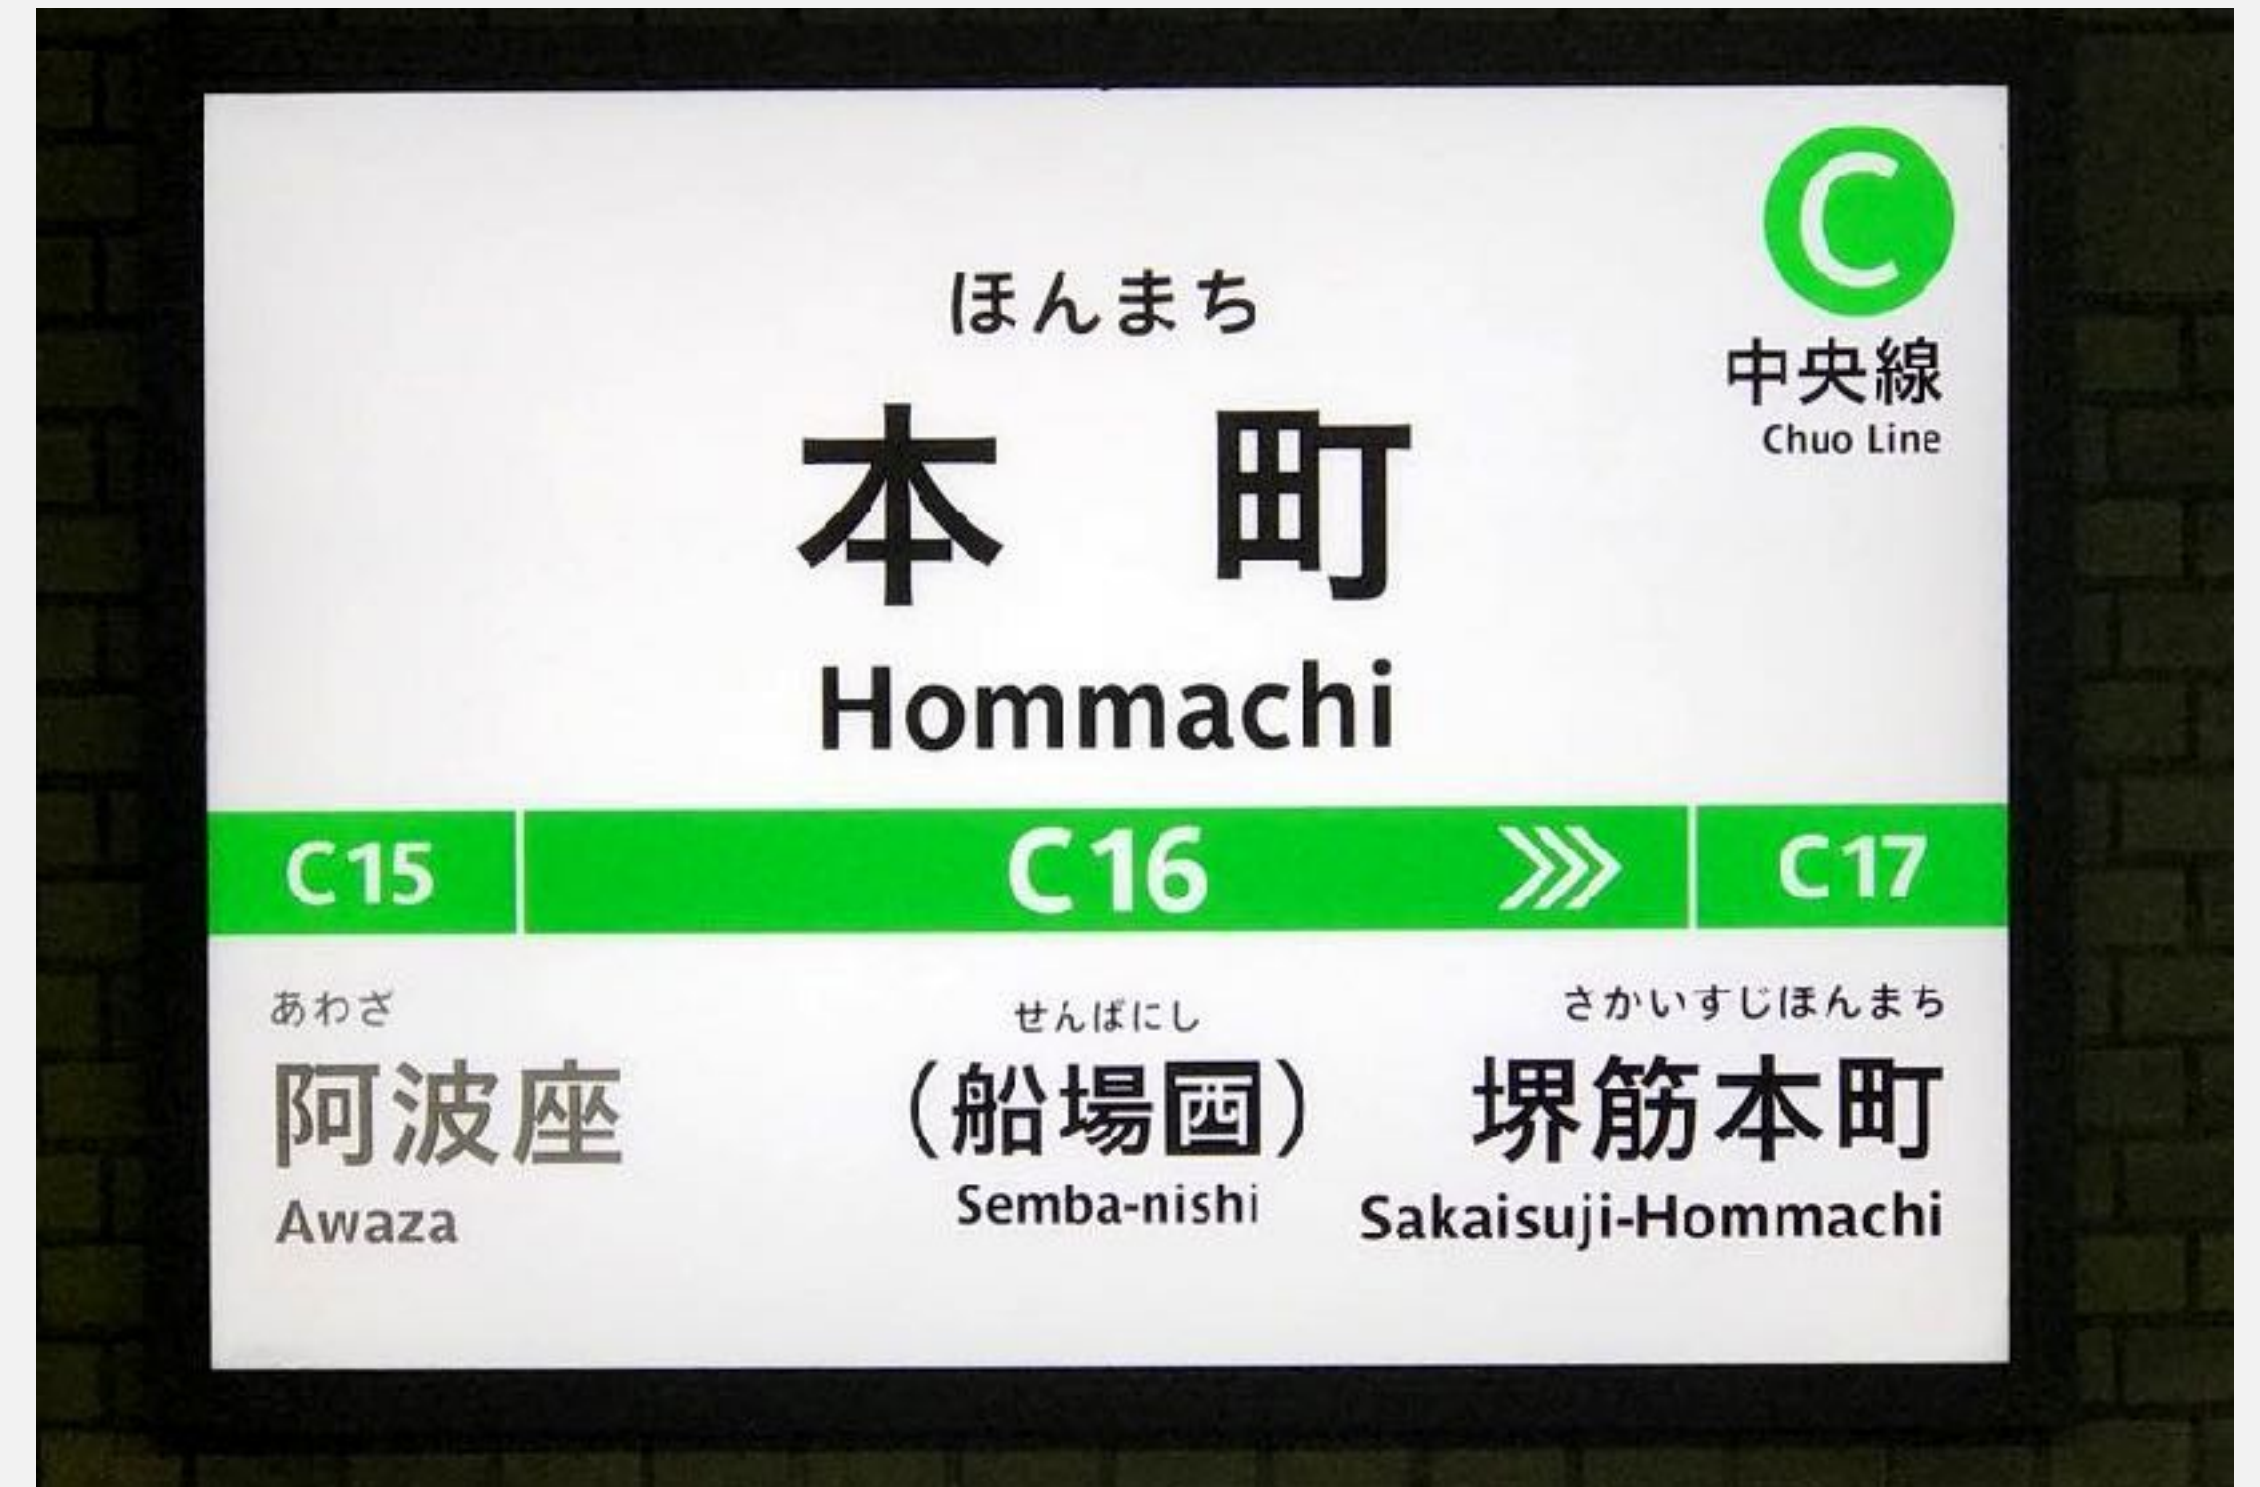 C
中央線
Chuo Line
ほんまち
本町
Hommachi
C15
C16
C17
あわざ
阿波座
Awaza
せんばにし
(船場西)
Semba-nishi
さかいすじほんまち
堺筋本町
Sakaisuji-Hommachi